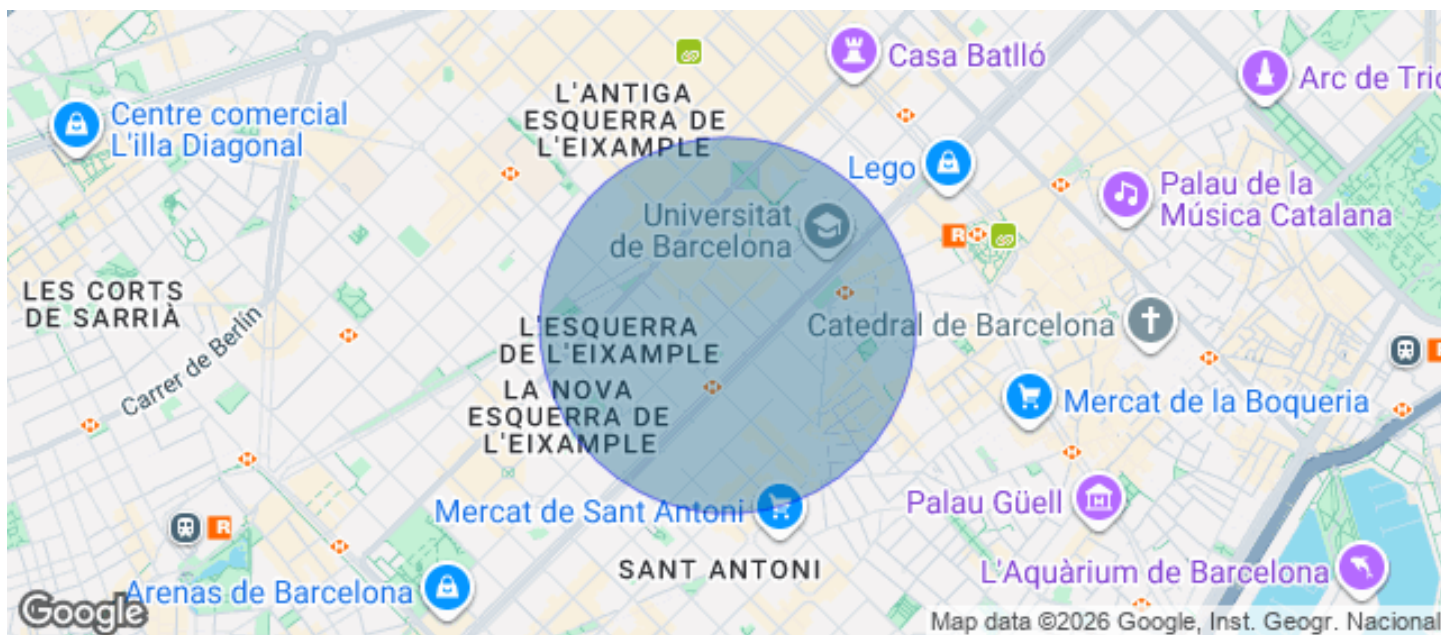 Casa Batlló
Arc de Tric
L'ANTIGA
ESQUERRA DE
L'EIXAMPLE
Centre comercial
L'illa Diagonal
Lego
Palau de la
Música Catalana
Universitat
de Barcelona
R
LES CORTS
DE SARRIÀ
Carrer de Berlín
L'ESQUERRA
DE L'EIXAMPLE
Catedral de Barcelona
LA NOVA
ESQUERRA DE
L'EIXAMPLE
Mercat de la Boqueria
Mercat de Sant Antoni
Palau Güell
R
SANT ANTONI
L'Aquàrium de Barcelona
Arenas de Barcelona
Google
Map data ©2026 Google, Inst. Geogr. Nacional